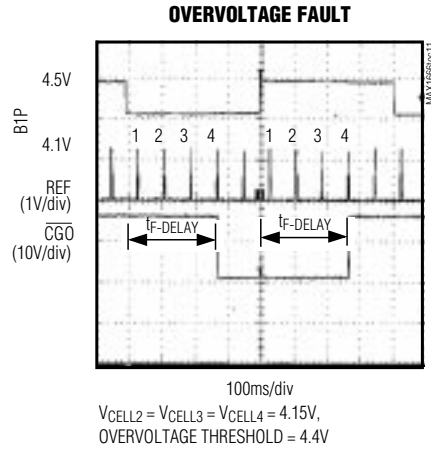 OVERVOLTAGE FAULT
MAX1666toc11
4.5V
B1P
4.1V
1 2 3 4 1 2 3 4
REF
(1V/div)
tF-DELAY tF-DELAY
CGO
(10V/div)
100ms/div
VCELL2 = VCELL3 = VCELL4 = 4.15V,
OVERVOLTAGE THRESHOLD = 4.4V